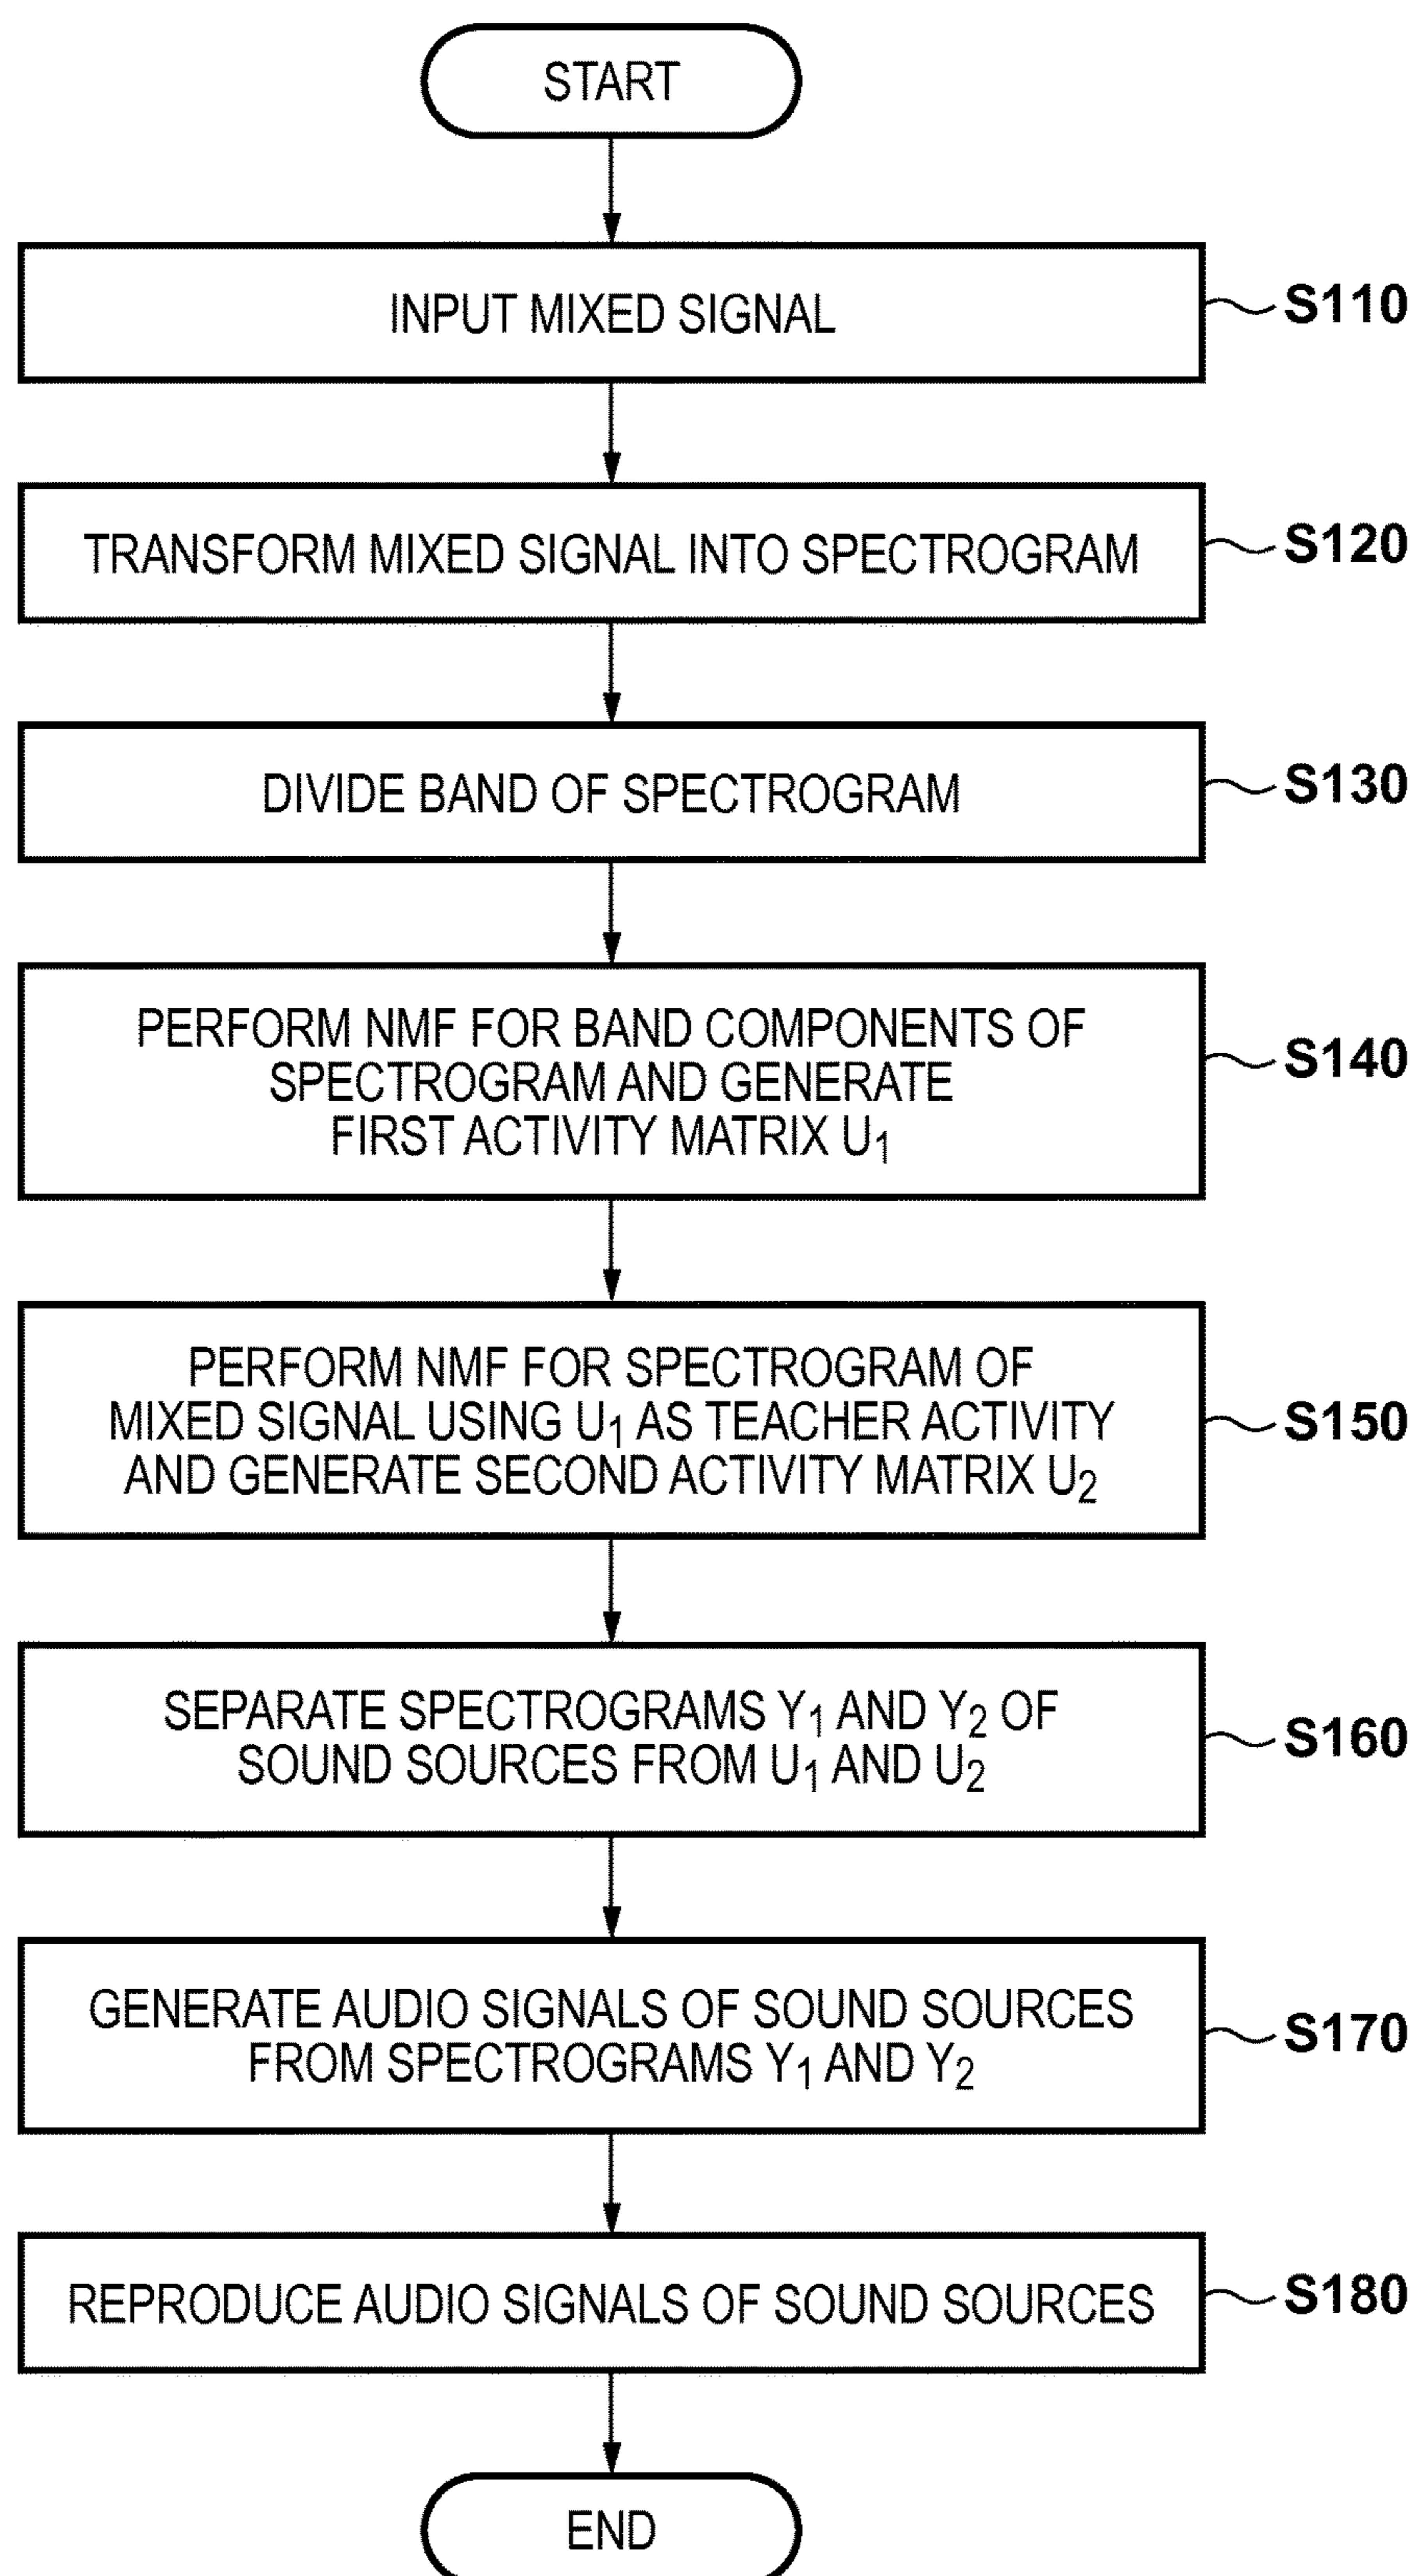 START
INPUT MIXED SIGNAL
S110
TRANSFORM MIXED SIGNAL INTO SPECTROGRAM
S120
DIVIDE BAND OF SPECTROGRAM
S130
PERFORM NMF FOR BAND COMPONENTS OF
SPECTROGRAM AND GENERATE
FIRST ACTIVITY MATRIX U₁
S140
PERFORM NMF FOR SPECTROGRAM OF
MIXED SIGNAL USING U₁ AS TEACHER ACTIVITY
AND GENERATE SECOND ACTIVITY MATRIX U₂
S150
SEPARATE SPECTROGRAMS Y₁ AND Y₂ OF
SOUND SOURCES FROM U₁ AND U₂
S160
GENERATE AUDIO SIGNALS OF SOUND SOURCES
FROM SPECTROGRAMS Y₁ AND Y₂
S170
REPRODUCE AUDIO SIGNALS OF SOUND SOURCES
S180
END